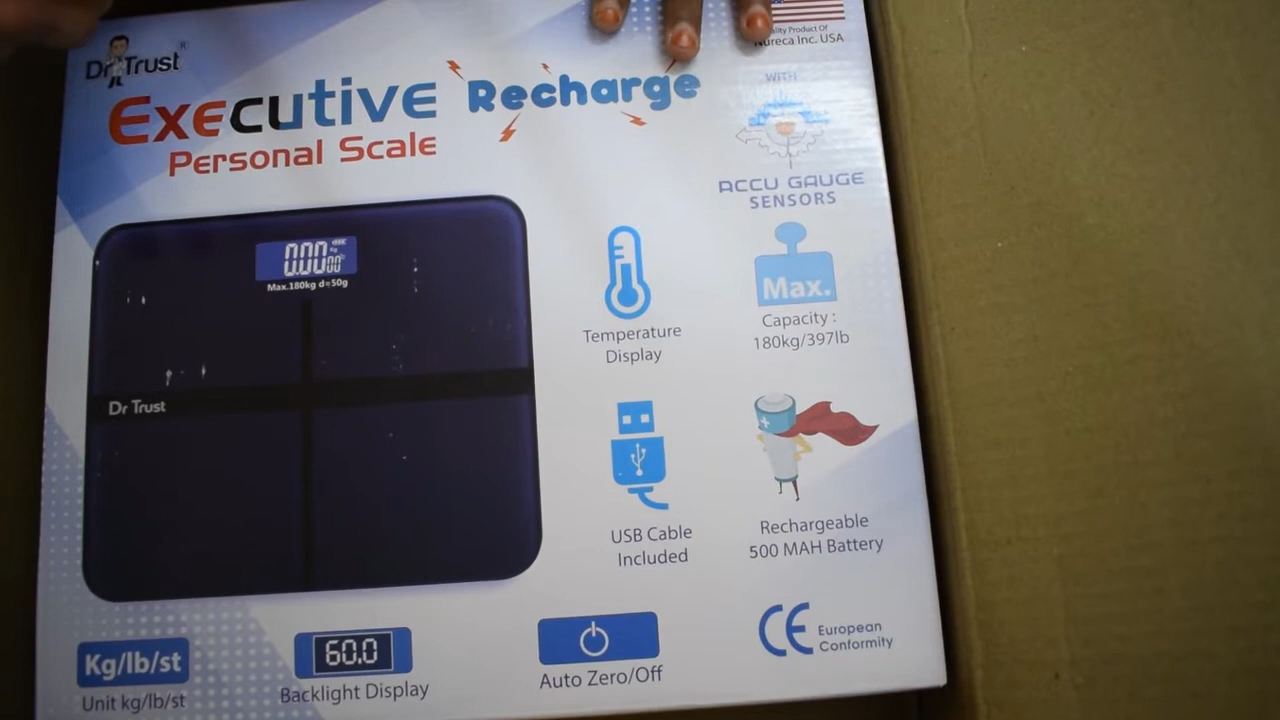 Dr Trust®
Executive Recharge
Personal Scale
Product Of
Nureca Inc. USA
WITH
ACCU GAUGE
SENSORS
0.00 00 Kg °C
Max.180kg d=50g
Dr Trust
Temperature
Display
Max.
Capacity :
180kg/397lb
USB Cable
Included
Rechargeable
500 MAH Battery
Kg/lb/st
Unit kg/lb/st
60.0
Backlight Display
Auto Zero/Off
CE European
Conformity